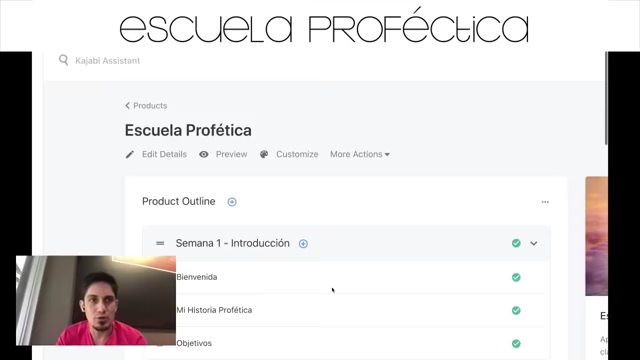 escuela PROFÉctica
Kajabi Assistant
Products
Escuela Profética
Edit Details Preview Customize More Actions
Product Outline
Semana 1 - Introducción
Bienvenida
Mi Historia Profética
Objetivos